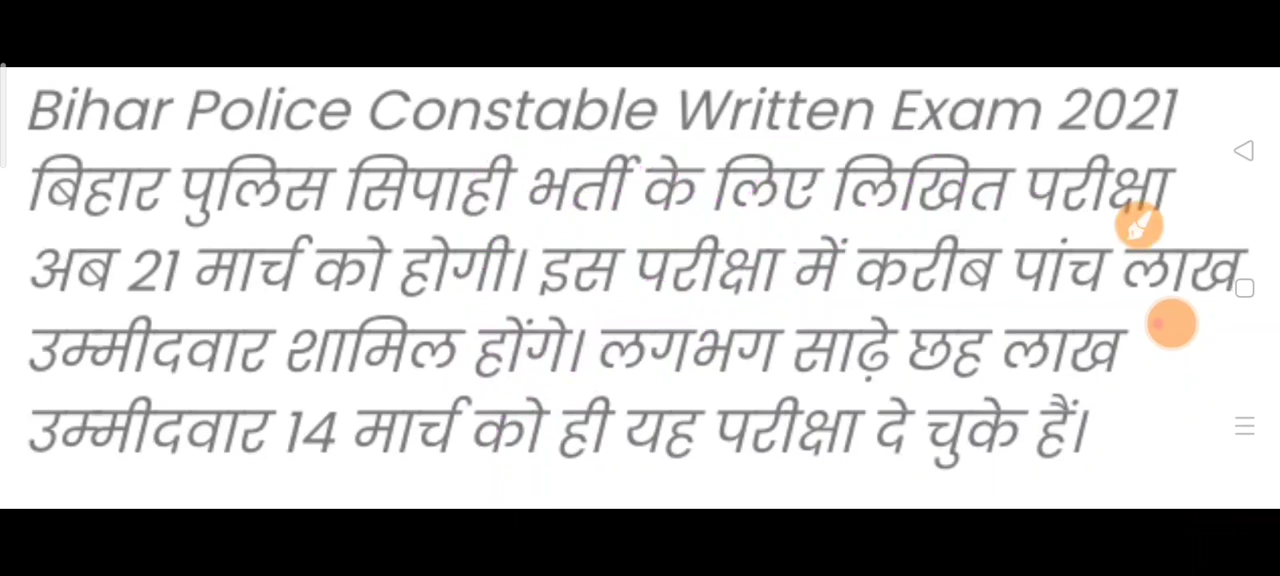 Bihar Police Constable Written Exam 2021
बिहार पुलिस सिपाही भर्ती के लिए लिखित परीक्षा
अब 21 मार्च को होगी। इस परीक्षा में करीब पांच लाख
उम्मीदवार शामिल होंगे। लगभग साढ़े छह लाख
उम्मीदवार 14 मार्च को ही यह परीक्षा दे चुके हैं।